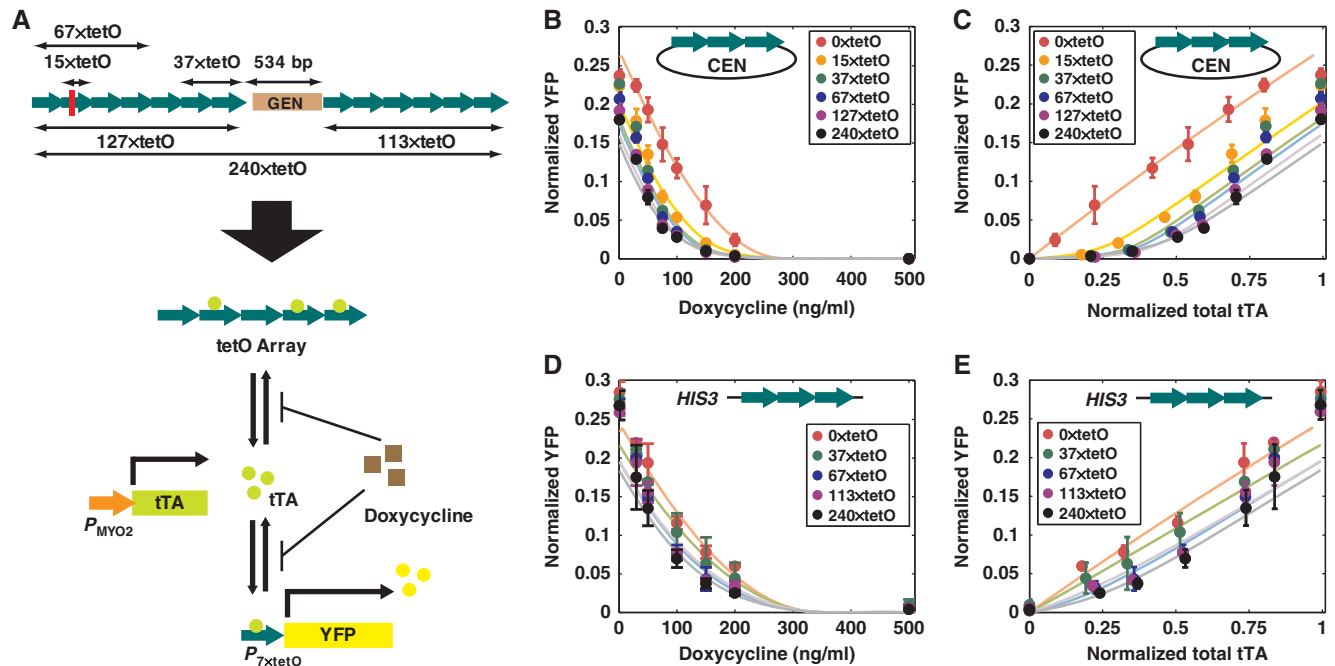 A
67×tetO
15×tetO
37×tetO
534 bp
GEN
127×tetO
113×tetO
240×tetO
tetO Array
tTA
PMYO2
tTA
Doxycycline
YFP
P7×tetO
B
Normalized YFP
0.3
0.25
0.2
0.15
0.1
0.05
0
0
100
200
300
400
500
Doxycycline (ng/ml)
CEN
0×tetO
15×tetO
37×tetO
67×tetO
127×tetO
240×tetO
C
Normalized YFP
0.3
0.25
0.2
0.15
0.1
0.05
0
0
0.25
0.5
0.75
1
Normalized total tTA
0×tetO
15×tetO
37×tetO
67×tetO
127×tetO
240×tetO
CEN
D
Normalized YFP
0.3
0.25
0.2
0.15
0.1
0.05
0
0
100
200
300
400
500
Doxycycline (ng/ml)
HIS3
0×tetO
37×tetO
67×tetO
113×tetO
240×tetO
E
Normalized YFP
0.3
0.25
0.2
0.15
0.1
0.05
0
0
0.25
0.5
0.75
1
Normalized total tTA
HIS3
0×tetO
37×tetO
67×tetO
113×tetO
240×tetO